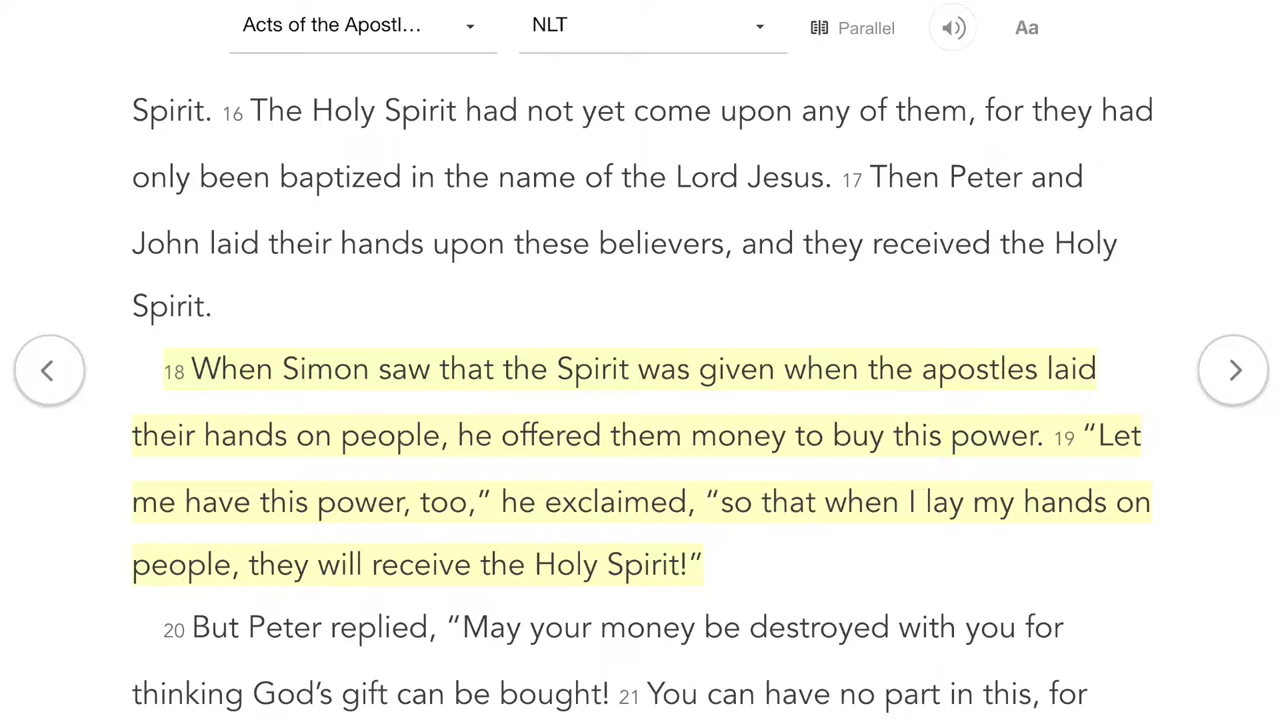 Acts of the Apostl... NLT Parallel Aa
Spirit. 16 The Holy Spirit had not yet come upon any of them, for they had
only been baptized in the name of the Lord Jesus. 17 Then Peter and
John laid their hands upon these believers, and they received the Holy
Spirit.
18 When Simon saw that the Spirit was given when the apostles laid
their hands on people, he offered them money to buy this power. 19 “Let
me have this power, too,” he exclaimed, “so that when I lay my hands on
people, they will receive the Holy Spirit!”
20 But Peter replied, “May your money be destroyed with you for
thinking God’s gift can be bought! 21 You can have no part in this, for